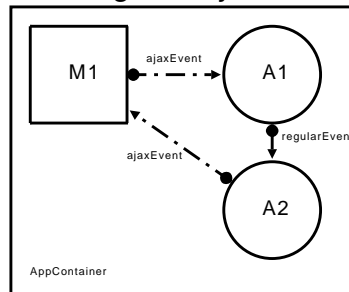 M1
ajaxEvent
A1
regularEven
ajaxEvent
A2
AppContainer